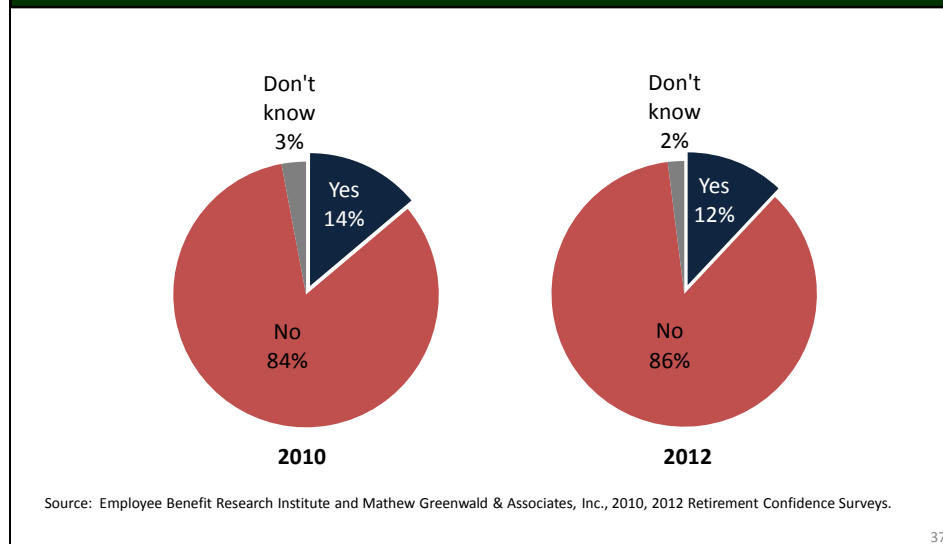 Don't
know
3%
Yes
14%
No
84%
2010
Don't
know
2%
Yes
12%
No
86%
2012
Source:  Employee Benefit Research Institute and Mathew Greenwald & Associates, Inc., 2010, 2012 Retirement Confidence Surveys.
37